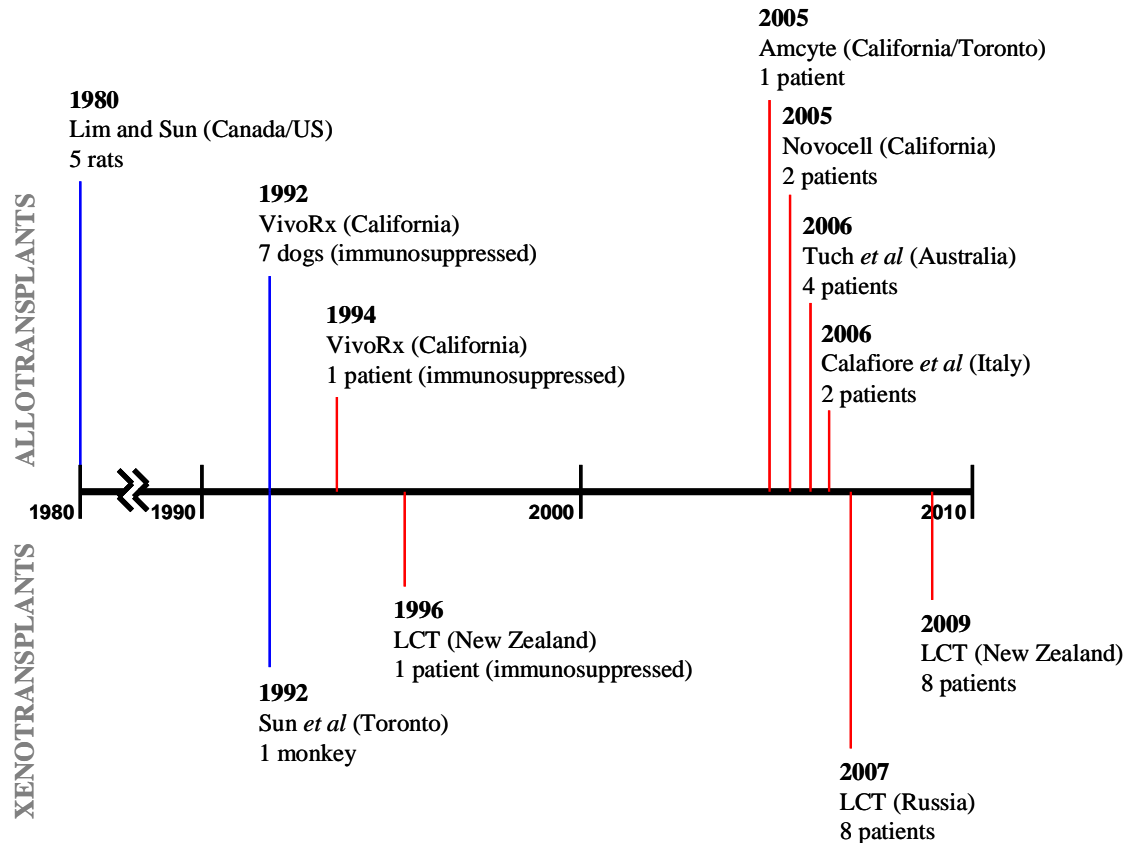 2005
Amcyte (California/Toronto)
1 patient
1980
Lim and Sun (Canada/US)
5 rats
2005
Novocell (California)
2 patients
1992
VivoRx (California)
7 dogs (immunosuppressed)
2006
Tuch et al (Australia)
4 patients
1994
VivoRx (California)
1 patient (immunosuppressed)
2006
Calafiore et al (Italy)
2 patients
ALLOTRANSPLANTS
1980
1990
2000
2010
XENOTRANSPLANTS
1996
LCT (New Zealand)
1 patient (immunosuppressed)
2009
LCT (New Zealand)
8 patients
1992
Sun et al (Toronto)
1 monkey
2007
LCT (Russia)
8 patients